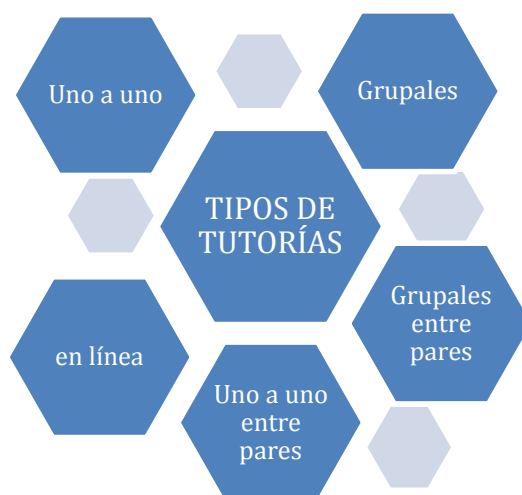 Uno a uno
Grupales
TIPOS DE
TUTORÍAS
Grupales
entre
pares
en línea
Uno a uno
entre
pares